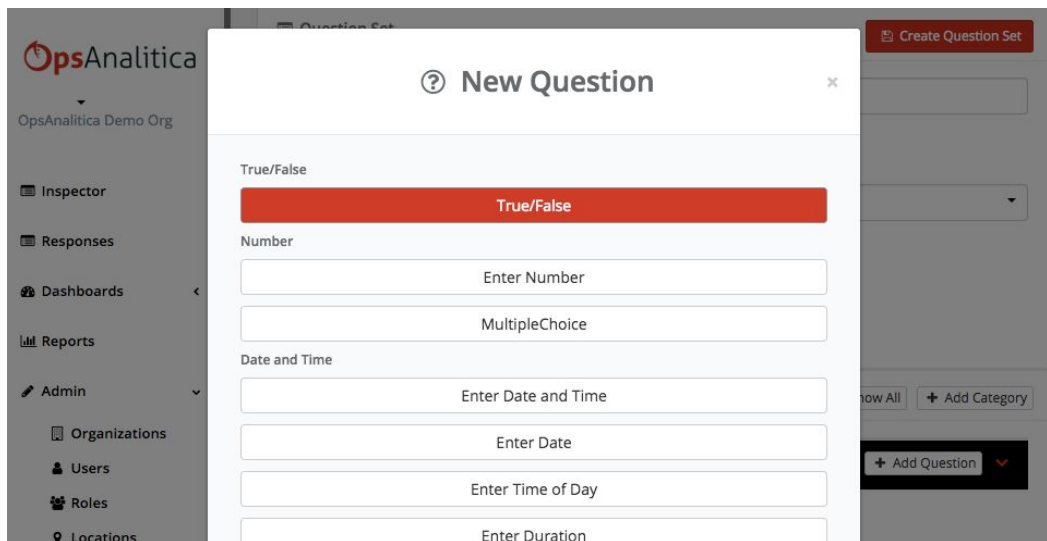 OpsAnalitica
OpsAnalitica Demo Org
Inspector
Responses
Dashboards
Reports
Admin
Organizations
Users
Roles
Locations
Question Set
Create Question Set
New Question
×
True/False
True/False
Number
Enter Number
MultipleChoice
Date and Time
Enter Date and Time
Enter Date
Enter Time of Day
Enter Duration
All
+ Add Category
+ Add Question